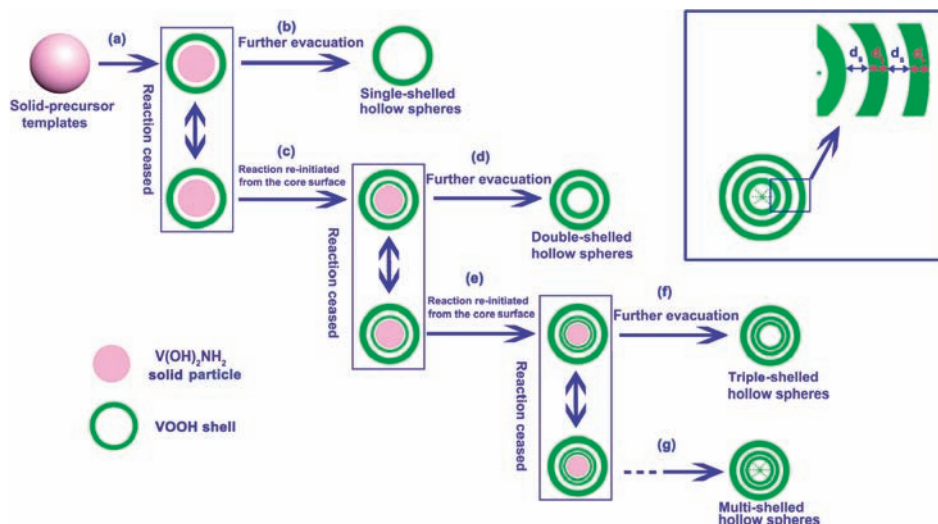 (a)
Solid-precursor
templates
Reaction ceased
(b)
Further evacuation
Single-shelled
hollow spheres
(c)
Reaction re-initiated
from the core surface
Reaction ceased
(d)
Further evacuation
Double-shelled
hollow spheres
(e)
Reaction re-initiated
from the core surface
Reaction ceased
(f)
Further evacuation
Triple-shelled
hollow spheres
(g)
Multi-shelled
hollow spheres
V(OH)₂NH₂
solid particle
VOOH shell
dₛ
dₛ